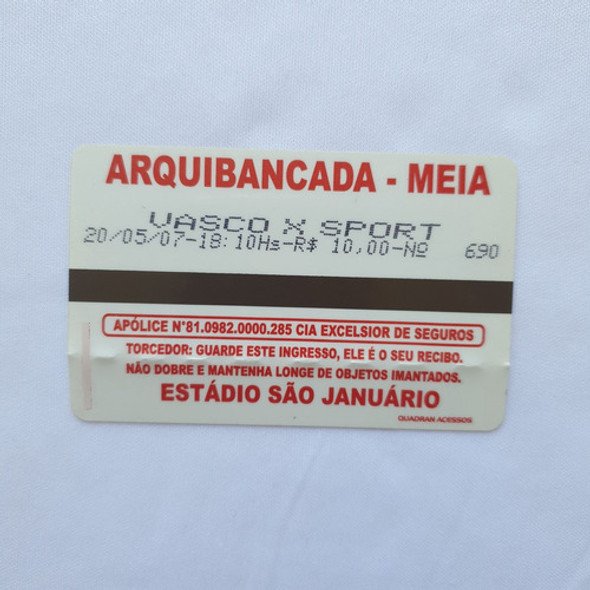 ARQUIBANCADA - MEIA
VASCO X SPORT
20/05/07-18:10Hs-R$ 10,00-Nº 690
APÓLICE N°81.0982.0000.285 CIA EXCELSIOR DE SEGUROS
TORCEDOR: GUARDE ESTE INGRESSO, ELE É O SEU RECIBO.
NÃO DOBRE E MANTENHA LONGE DE OBJETOS IMANTADOS.
ESTÁDIO SÃO JANUÁRIO
QUADRAN ACESSOS